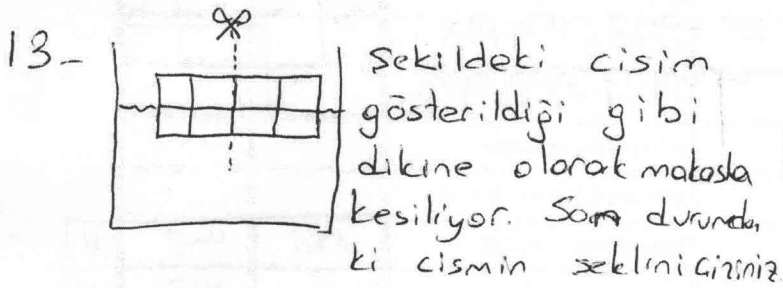 13- Şekildeki cisim
gösterildiği gibi
dikine olarak makasla
kesiliyor. Son durumda,
ki cismin şeklini çiziniz